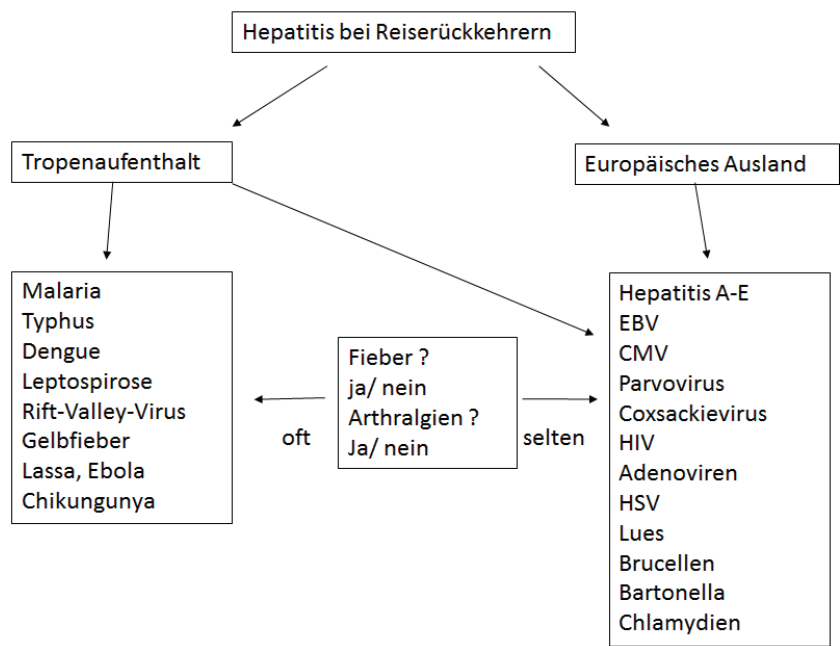 Hepatitis bei Reiserückkehrern
Tropenaufenthalt
Europäisches Ausland
Malaria
Typhus
Dengue
Leptospirose
Rift-Valley-Virus
Gelbfieber
Lassa, Ebola
Chikungunya
oft
Fieber ?
ja/ nein
Arthralgien ?
Ja/ nein
selten
Hepatitis A-E
EBV
CMV
Parvovirus
Coxsackievirus
HIV
Adenoviren
HSV
Lues
Brucellen
Bartonella
Chlamydien